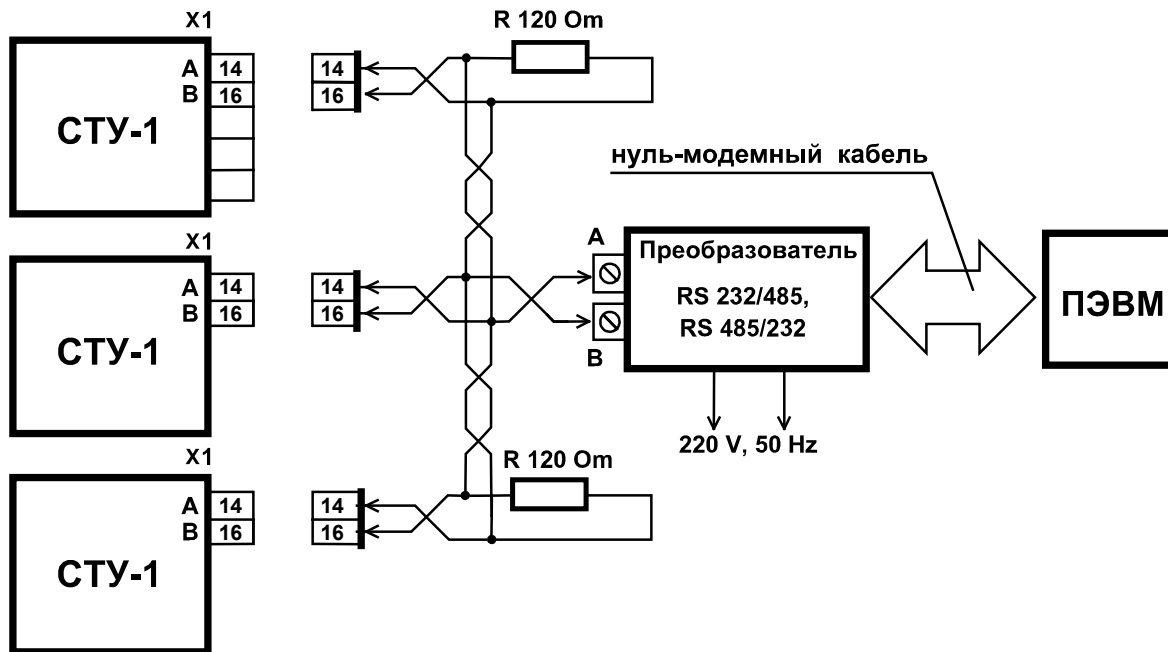 X1
R 120 Om
A 14
B 16
СТУ-1
14
16
нуль-модемный кабель
X1
A 14
B 16
СТУ-1
14
16
A
B
Преобразователь
RS 232/485,
RS 485/232
ПЭВМ
220 V, 50 Hz
X1
R 120 Om
A 14
B 16
СТУ-1
14
16